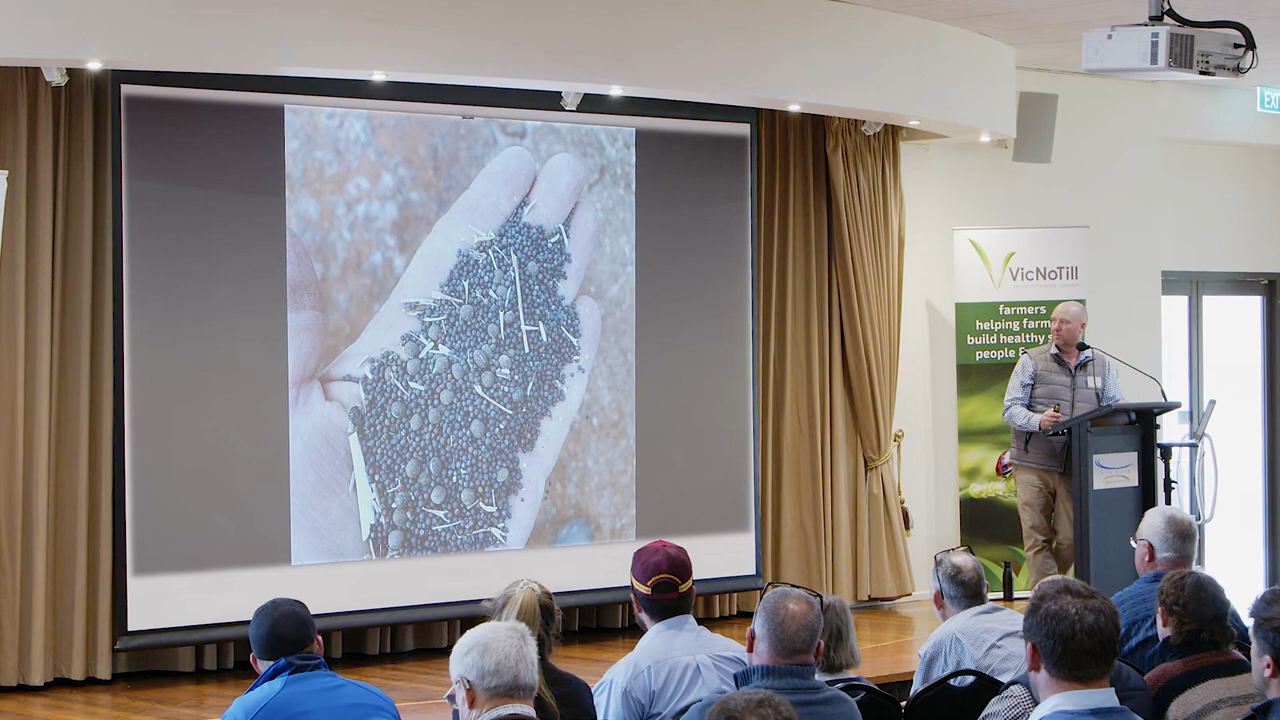 EXI
VicNoTill
farmers
helping farm
build healthy s
people &